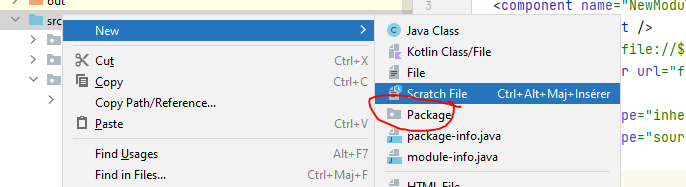 out
3
<component name="NewModu
src
New
Java Class
t />
Kotlin Class/File
file://$
Cut Ctrl+X
File
r url="f
Copy Ctrl+C
Scratch File Ctrl+Alt+Maj+Insérer
Copy Path/Reference...
Package
pe="inhe
Paste Ctrl+V
package-info.java
pe="sour
Find Usages Alt+F7
module-info.java
Find in Files... Ctrl+Maj+F
HTML File